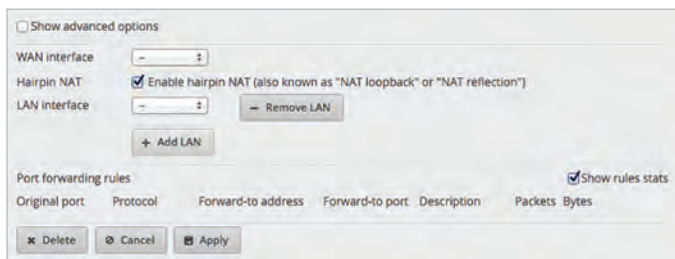 Show advanced options
WAN interface - 
Hairpin NAT Enable hairpin NAT (also known as "NAT loopback" or "NAT reflection")
LAN interface - − Remove LAN
+ Add LAN
Port forwarding rules Show rules stats
Original port Protocol Forward-to address Forward-to port Description Packets Bytes
Delete Cancel Apply